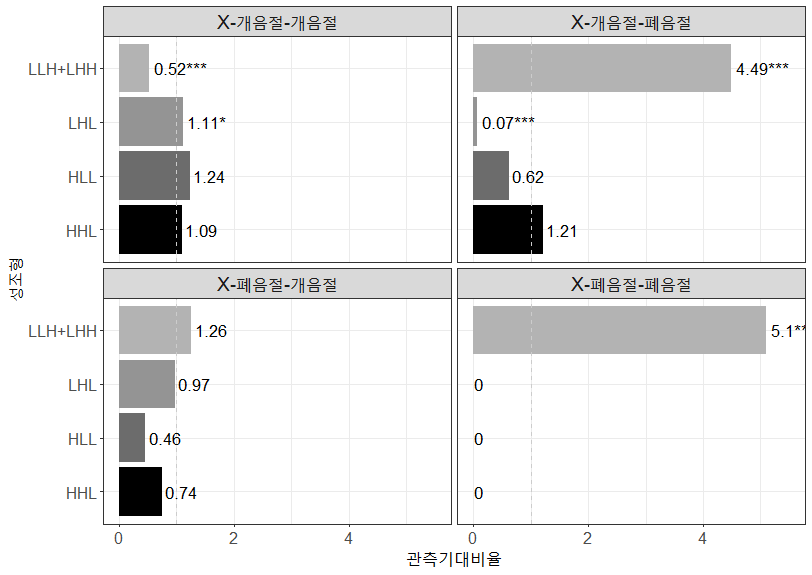 X-개음절-개음절
X-개음절-폐음절
LLH+LHH
0.52***
4.49***
LHL
1.11*
0.07***
HLL
1.24
0.62
HHL
1.09
1.21
성조형
X-폐음절-개음절
X-폐음절-폐음절
LLH+LHH
1.26
5.1**
LHL
0.97
0
HLL
0.46
0
HHL
0.74
0
0 2 4
0 2 4
관측기대비율